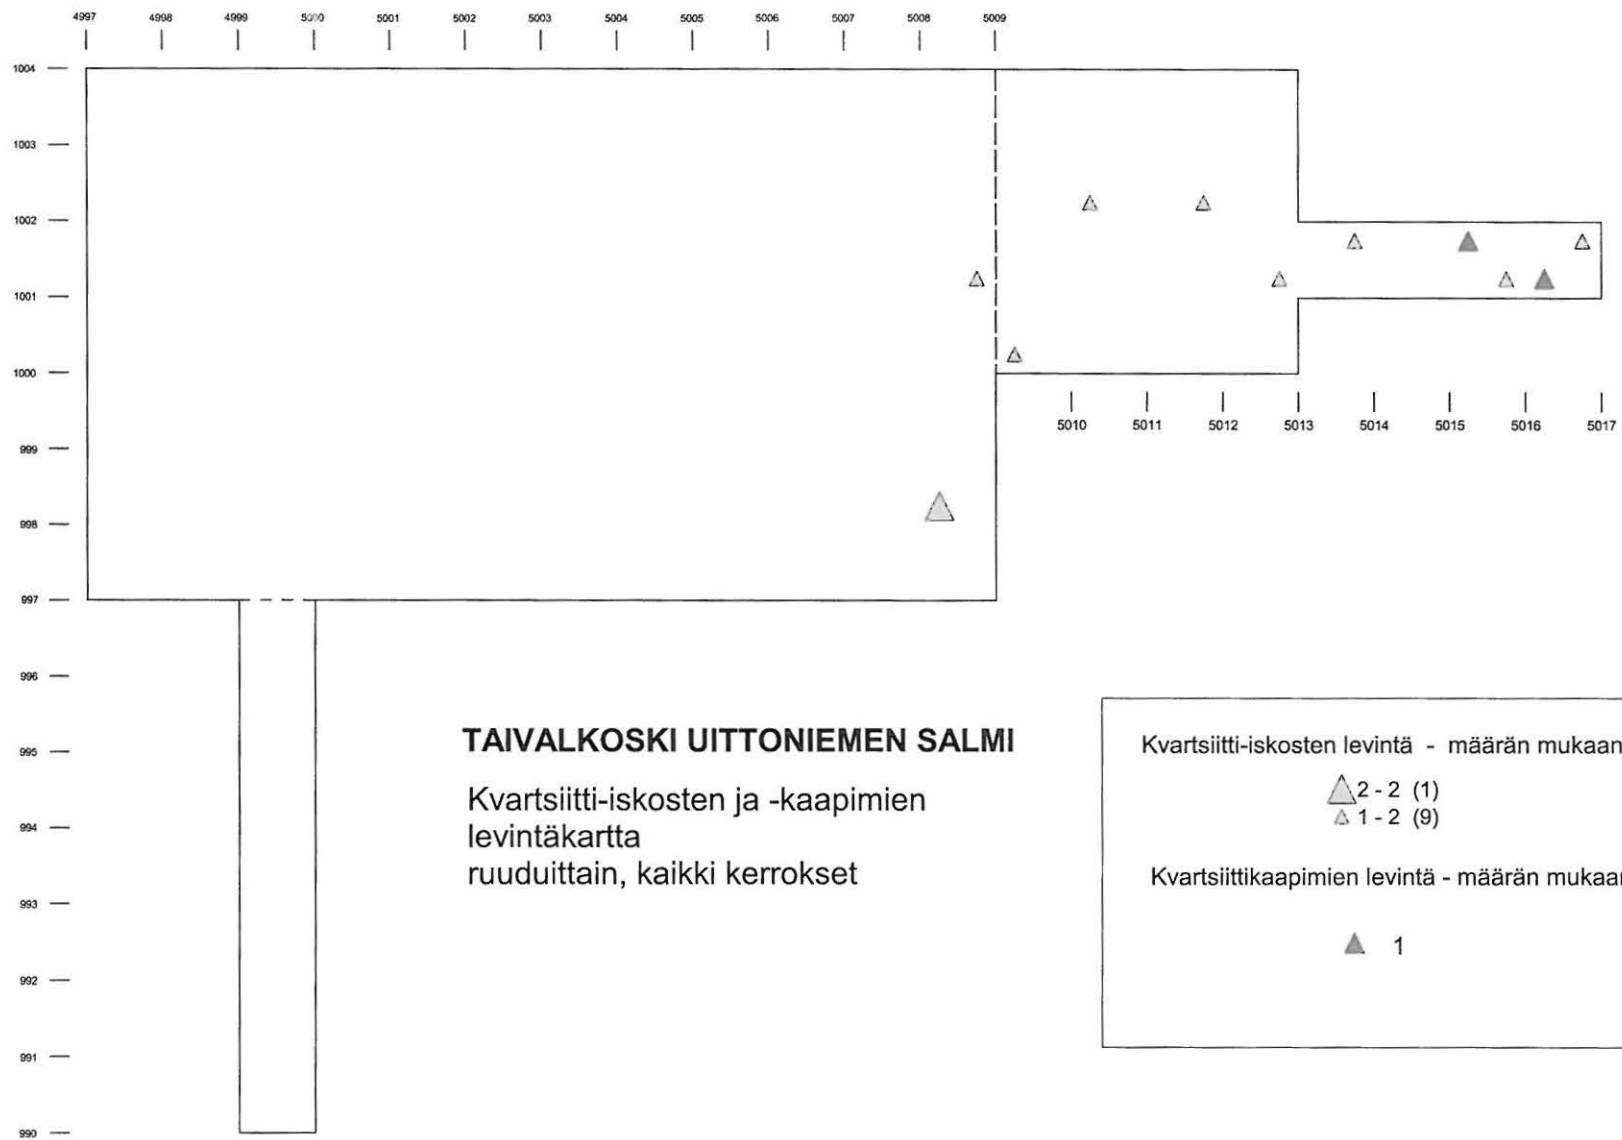 4997 4998 4999 5000 5001 5002 5003 5004 5005 5006 5007 5008 5009
1004
1003
1002
1001
1000
5010 5011 5012 5013 5014 5015 5016 5017
999
998
997
996
995
994
993
992
991
990
TAIVALKOSKI UITTONIEMEN SALMI
Kvartsiitti-iskosten ja -kaapimien
levintäkartta
ruuduittain, kaikki kerrokset
Kvartsiitti-iskosten levintä - määrän mukaan
2 - 2 (1)
1 - 2 (9)
Kvartsiittikaapimien levintä - määrän mukaan
1